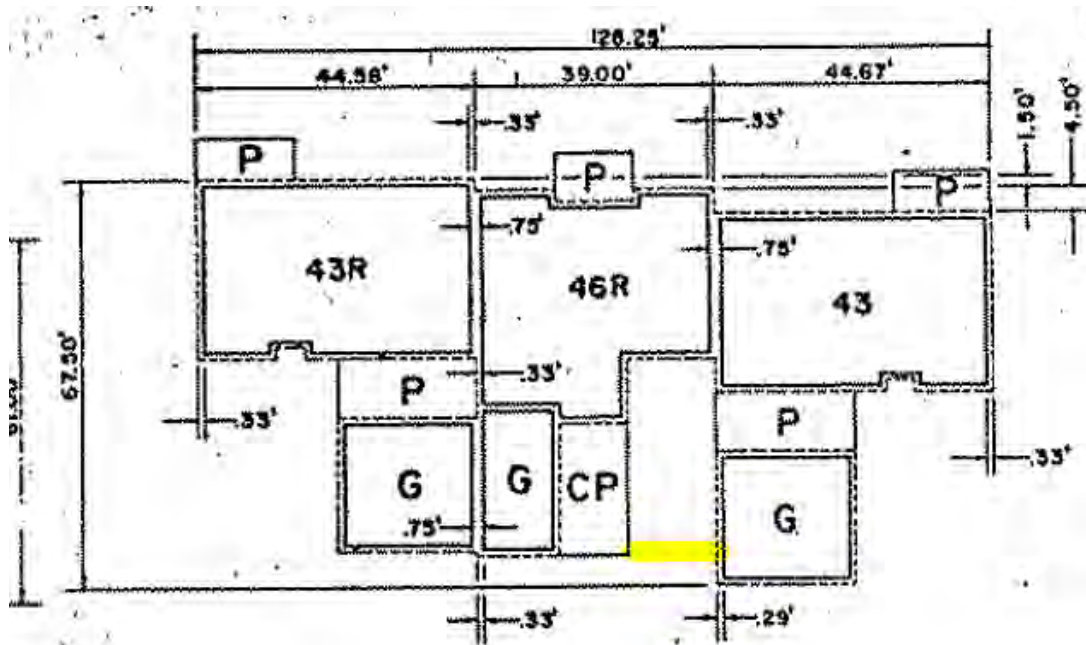 128.25'
44.58' 39.00' 44.67'
.33' .33' 1.50' 4.50'
P P P
.75' .75'
43R 46R 43
67.50'
P .33' P
.33' .33'
G G CP G
.75'
.33' .29'